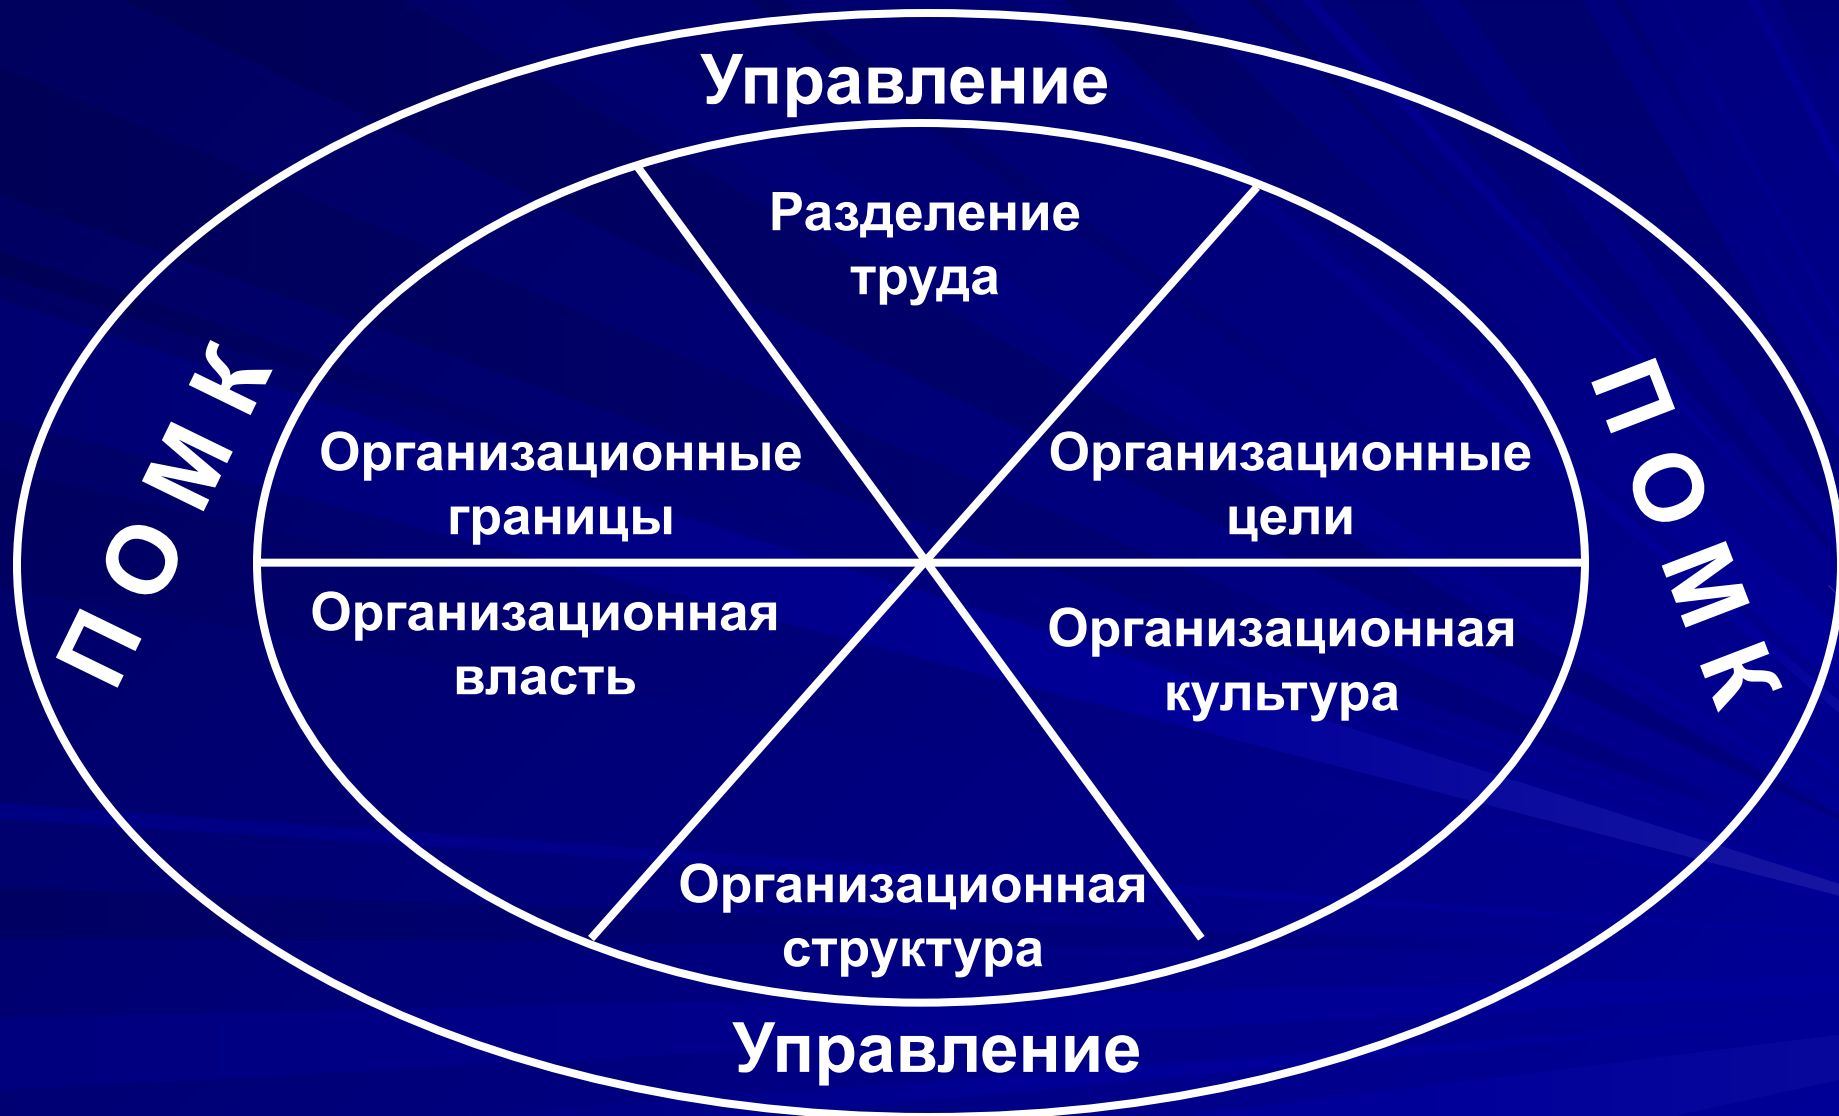 Управление
Разделение
труда
ПОМК
ПОМК
Организационные
границы
Организационные
цели
Организационная
власть
Организационная
культура
Организационная
структура
Управление